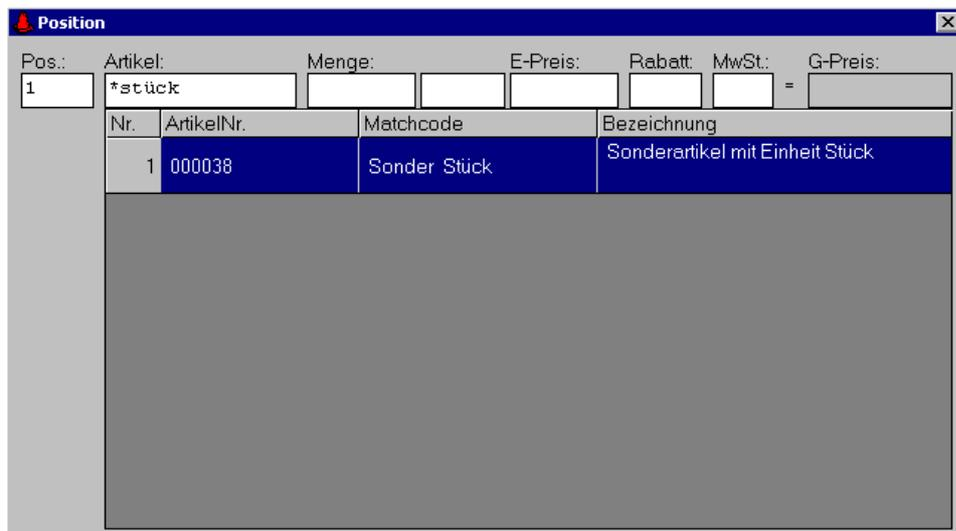 Position
Pos.: Artikel: Menge: E-Preis: Rabatt: MwSt.: G-Preis:
1 *stück =
Nr. ArtikelNr. Matchcode Bezeichnung
1 000038 Sonder Stück Sonderartikel mit Einheit Stück